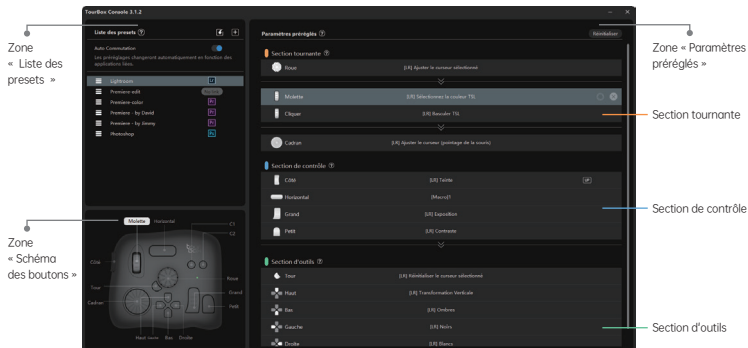 TourBox Console 3.1.2
Liste des presets
Auto Commutation
Les préréglages changeront automatiquement en fonction des
applications liées.
Lightroom
Premiere-edit
Premiere-color
Premiere - by David
Premiere - by Jimmy
Photoshop
Molette
Horizontal
C1
C2
Côté
Tour
Cadran
Roue
Grand
Petit
Haut
Gauche
Bas
Droite
Paramètres préréglés
Réinitialiser
Section tournante
Roue [LR] Ajuster le curseur sélectionné
Molette [LR] Sélectionnez la couleur TSL
Cliquer [LR] Basculer TSL
Cadran [LR] Ajuster le curseur (pointage de la souris)
Section de contrôle
Côté [LR] Teinte
Horizontal [Macro]1
Grand [LR] Exposition
Petit [LR] Contraste
Section d'outils
Tour [LR] Réinitialiser le curseur sélectionné
Haut [LR] Transformation Verticale
Bas [LR] Ombres
Gauche [LR] Noirs
Droite [LR] Blancs
Zone
« Liste des
presets »
Zone
« Schéma
des boutons »
Zone « Paramètres
préréglés »
Section tournante
Section de contrôle
Section d'outils